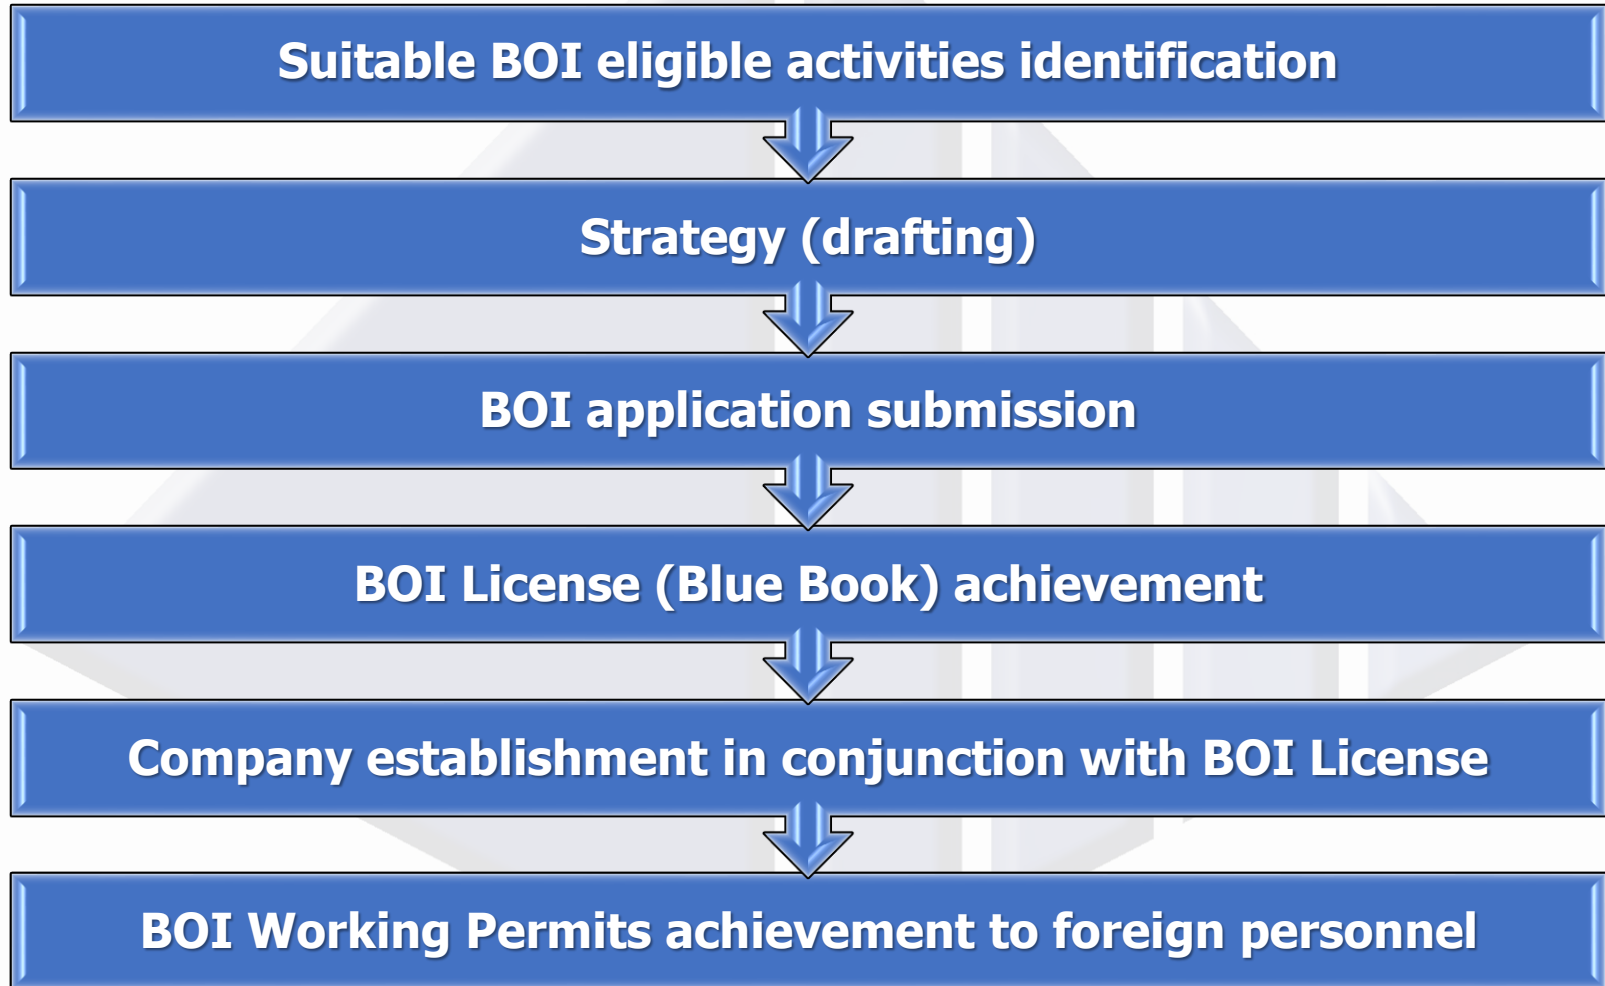 Suitable BOI eligible activities identification
Strategy (drafting)
BOI application submission
BOI License (Blue Book) achievement
Company establishment in conjunction with BOI License
BOI Working Permits achievement to foreign personnel